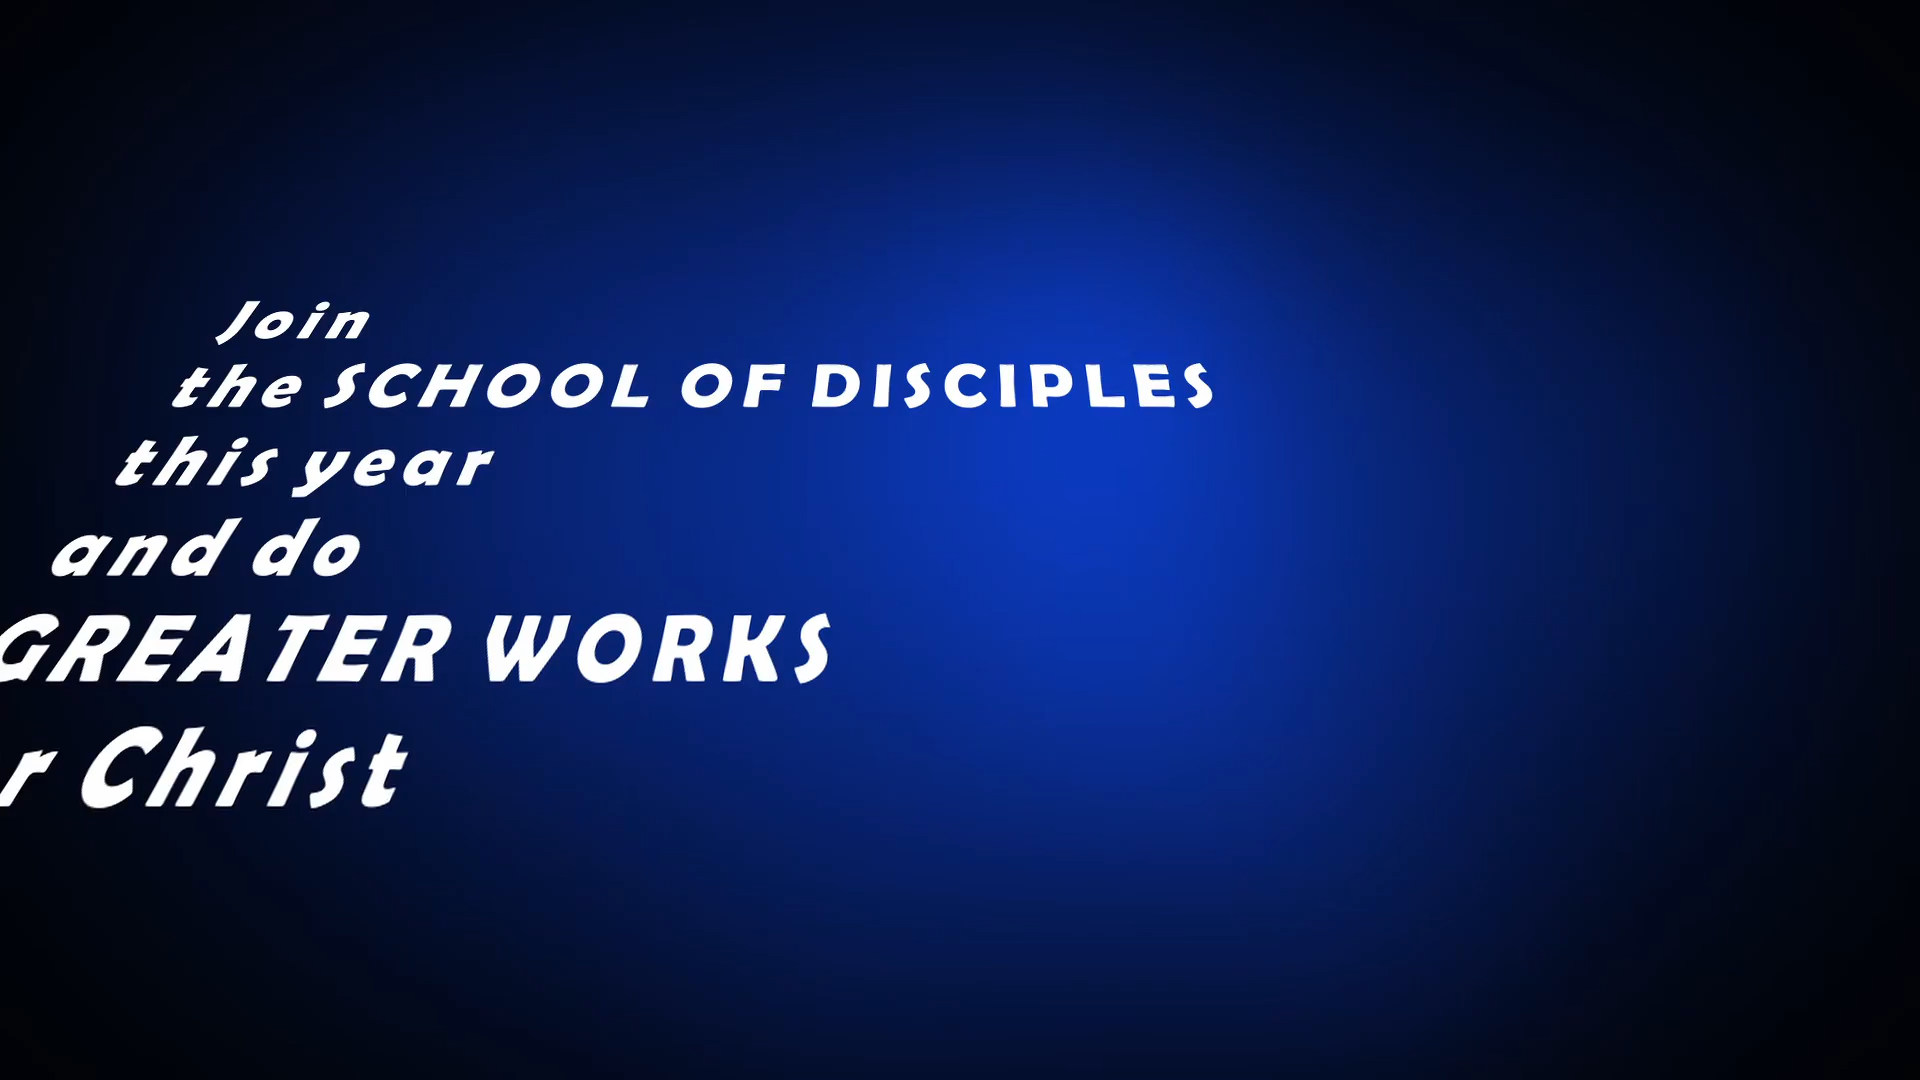 Join
the SCHOOL OF DISCIPLES
this year
and do
GREATER WORKS
r Christ